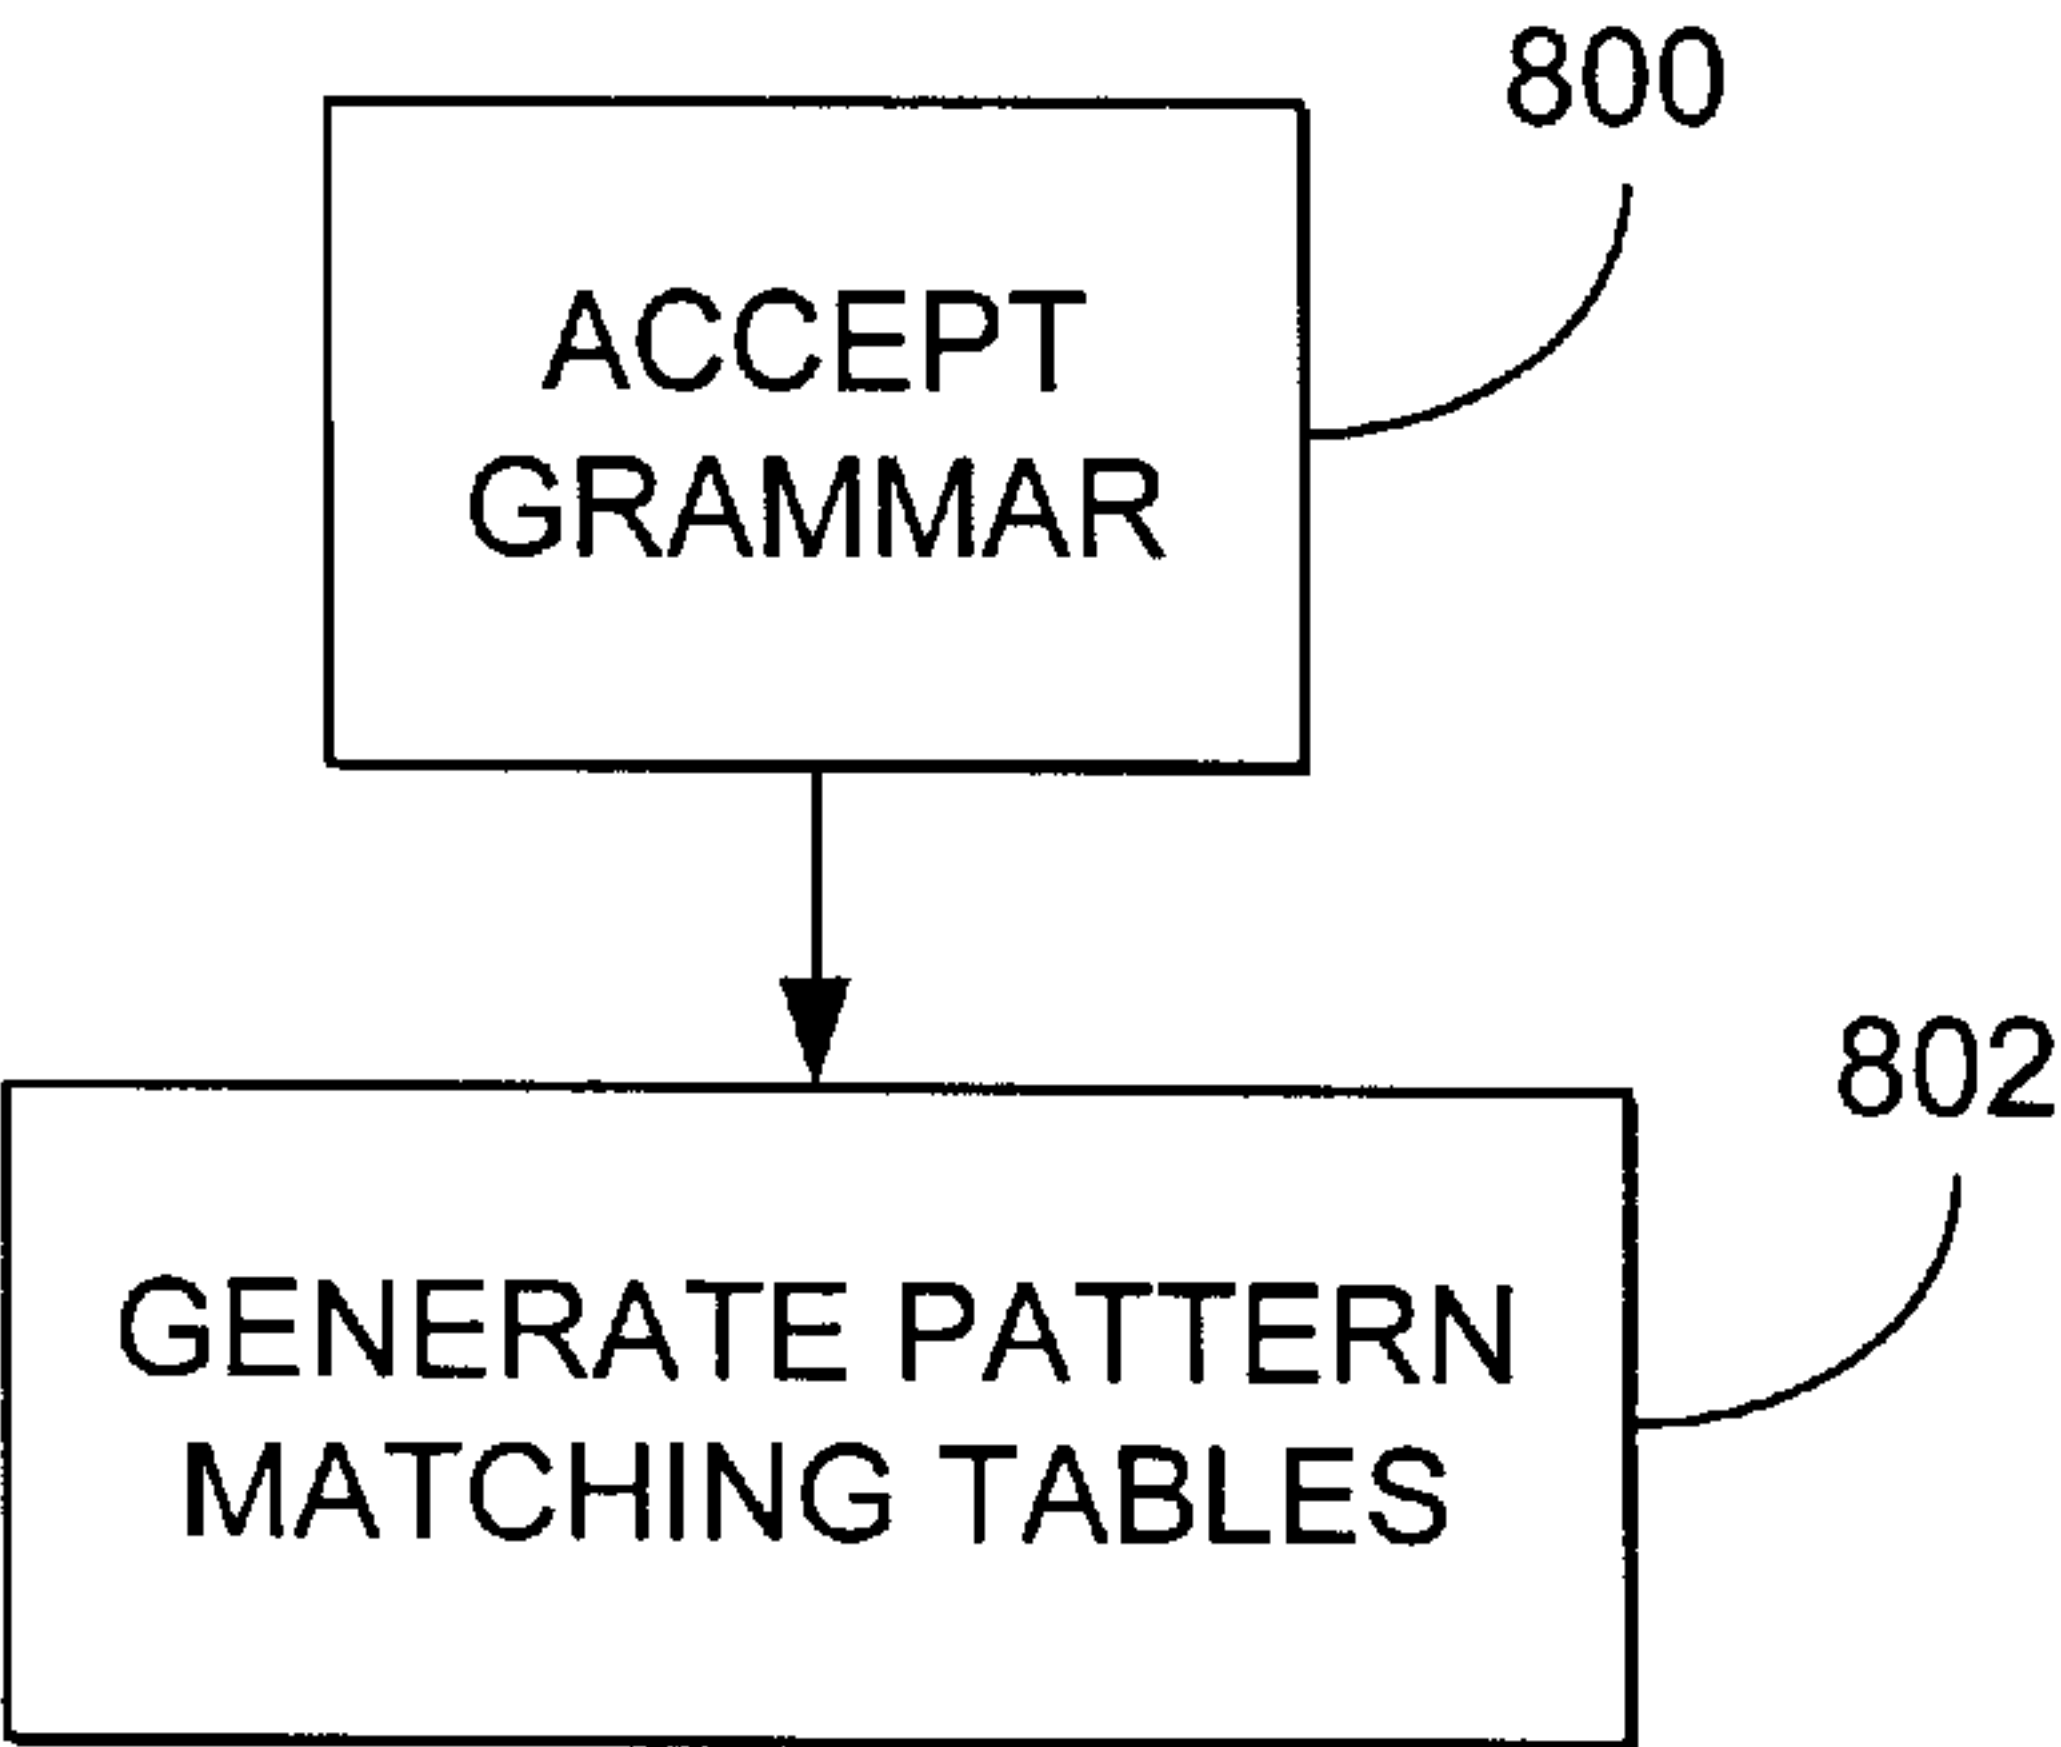 800
ACCEPT
GRAMMAR
802
GENERATE PATTERN
MATCHING TABLES